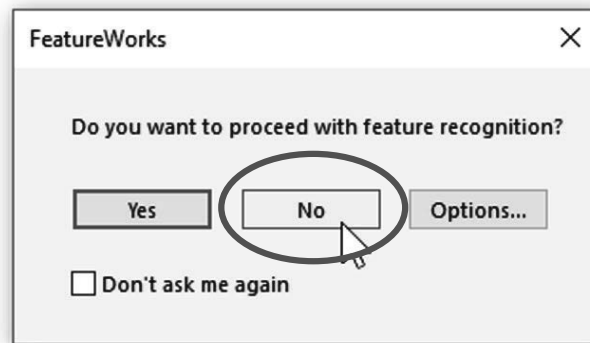 FeatureWorks
Do you want to proceed with feature recognition?
Yes No Options...
Don't ask me again